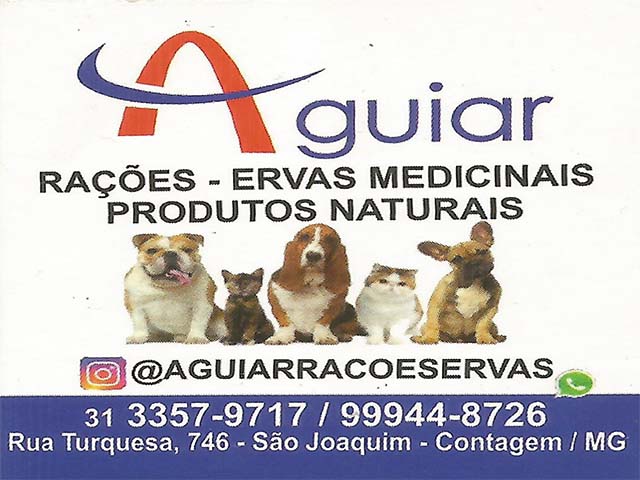 Aguiar
RAÇÕES - ERVAS MEDICINAIS
PRODUTOS NATURAIS
@AGUIARRACOESERVAS
31 3357-9717 / 99944-8726
Rua Turquesa, 746 - São Joaquim - Contagem / MG